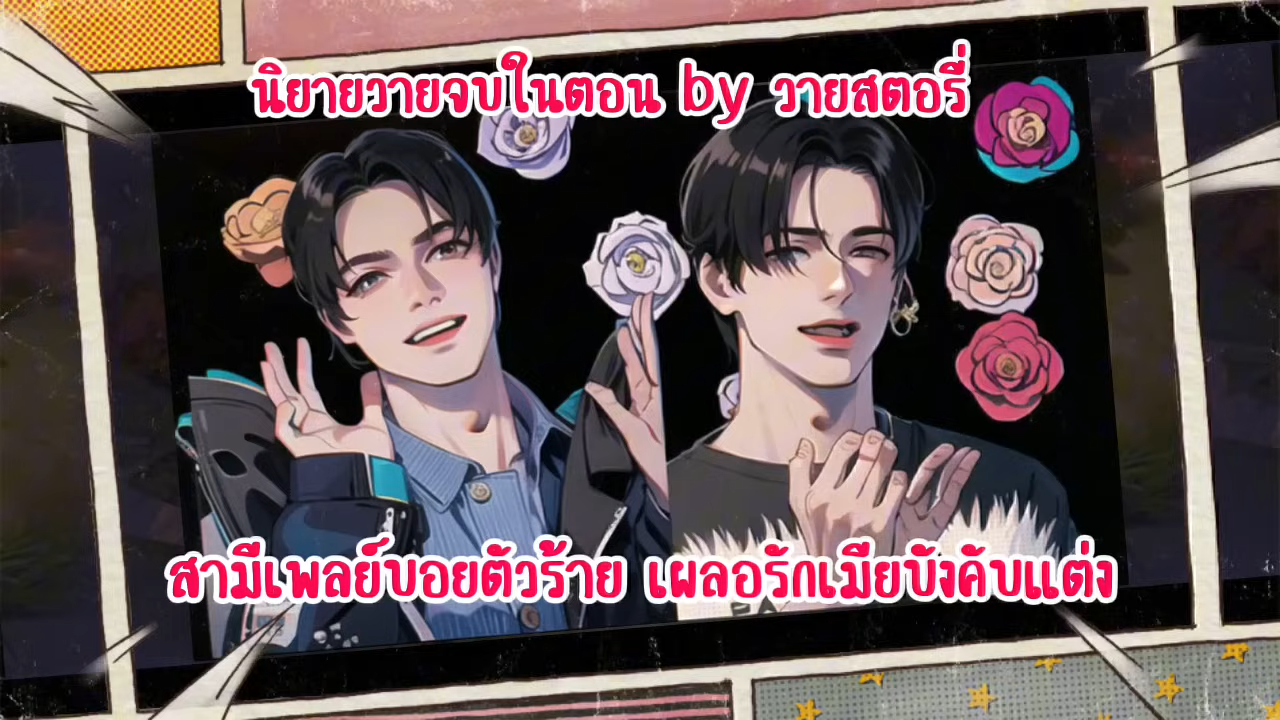 นิยายวายจบในตอน by วายสตอรี่
สามีเพลย์บอยตัวร้าย เผลอรักเมียบังคับแต่ง